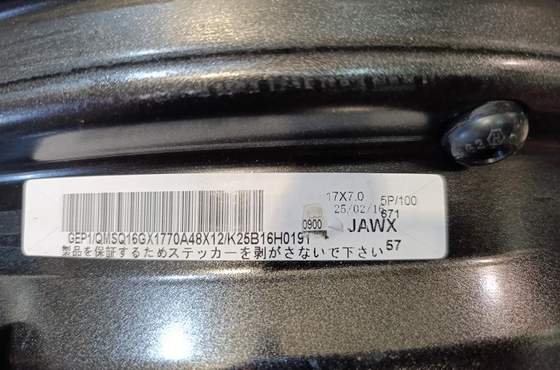 17X7.0 5P/100
25/02/16 671
0900 JAWX
GEP1/QMSQ16GX1770A48X12/K25B16H0191
57
製品を保証するためステッカーを剥がさないで下さい